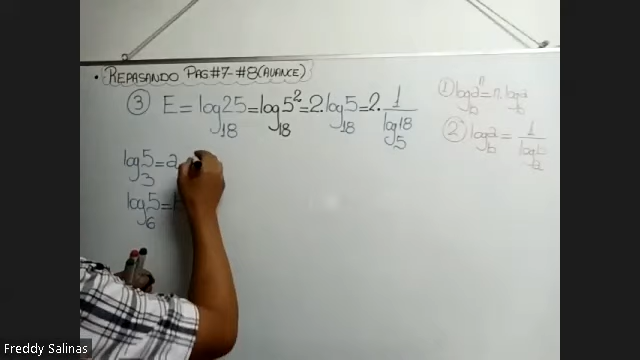 • REPASANDO PAG#7-#8(AVANCE)
③ E = log₁₈25 = log₁₈5² = 2.log₁₈5 = 2. 1/log₅18
① log_b aⁿ = n.log_b a
② log_b a = 1/log_a b
log₃5 = a
log₆5 =
Freddy Salinas